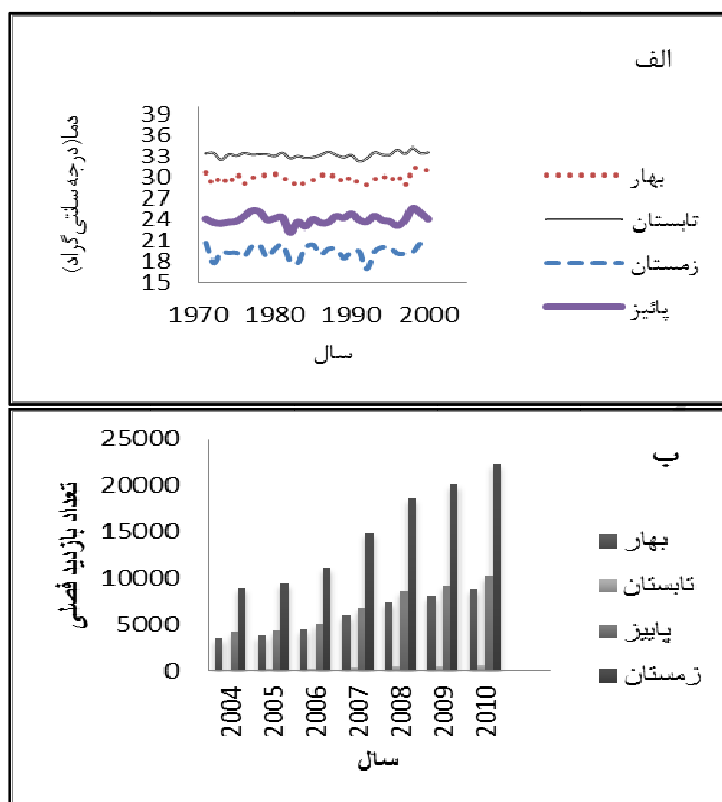 الف
39
36
33
30
27
24
21
18
15
دما(درجه سانتی گراد)
1970 1980 1990 2000
سال
بهار
تابستان
زمستان
پائیز
ب
25000
20000
15000
10000
5000
0
تعداد بازدید فصلی
2004 2005 2006 2007 2008 2009 2010
سال
بهار
تابستان
پاییز
زمستان